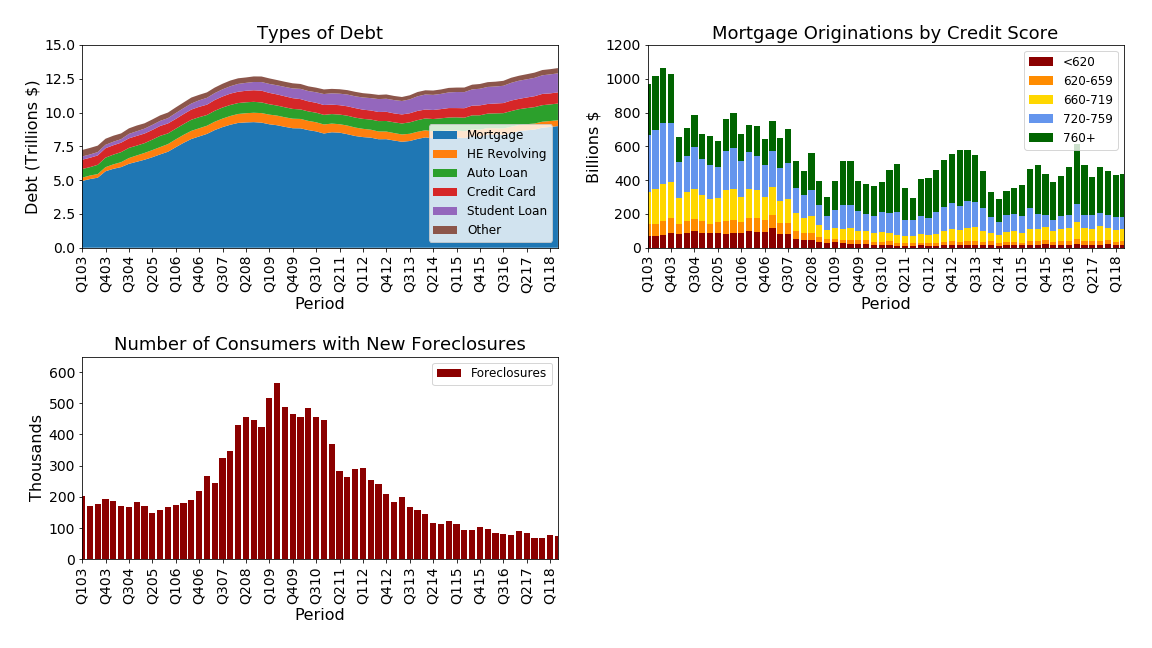 Types of Debt
Debt (Trillions $)
15.0
12.5
10.0
7.5
5.0
2.5
0.0
Mortgage
HE Revolving
Auto Loan
Credit Card
Student Loan
Other
Q103 Q403 Q304 Q205 Q106 Q406 Q307 Q208 Q109 Q409 Q310 Q211 Q112 Q412 Q313 Q214 Q115 Q415 Q316 Q217 Q118
Period
Mortgage Originations by Credit Score
Billions $
1200
1000
800
600
400
200
0
<620
620-659
660-719
720-759
760+
Q103 Q403 Q304 Q205 Q106 Q406 Q307 Q208 Q109 Q409 Q310 Q211 Q112 Q412 Q313 Q214 Q115 Q415 Q316 Q217 Q118
Period
Number of Consumers with New Foreclosures
Thousands
600
500
400
300
200
100
0
Foreclosures
Q103 Q403 Q304 Q205 Q106 Q406 Q307 Q208 Q109 Q409 Q310 Q211 Q112 Q412 Q313 Q214 Q115 Q415 Q316 Q217 Q118
Period